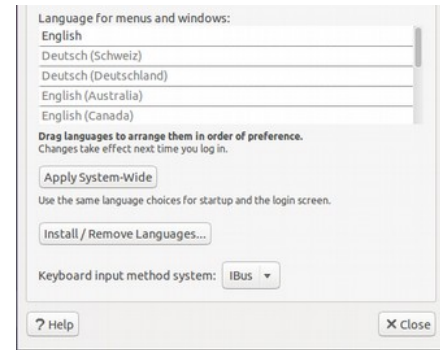 Language for menus and windows:
English
Deutsch (Schweiz)
Deutsch (Deutschland)
English (Australia)
English (Canada)
Drag languages to arrange them in order of preference.
Changes take effect next time you log in.
Apply System-Wide
Use the same language choices for startup and the login screen.
Install / Remove Languages...
Keyboard input method system: IBus
? Help
X Close